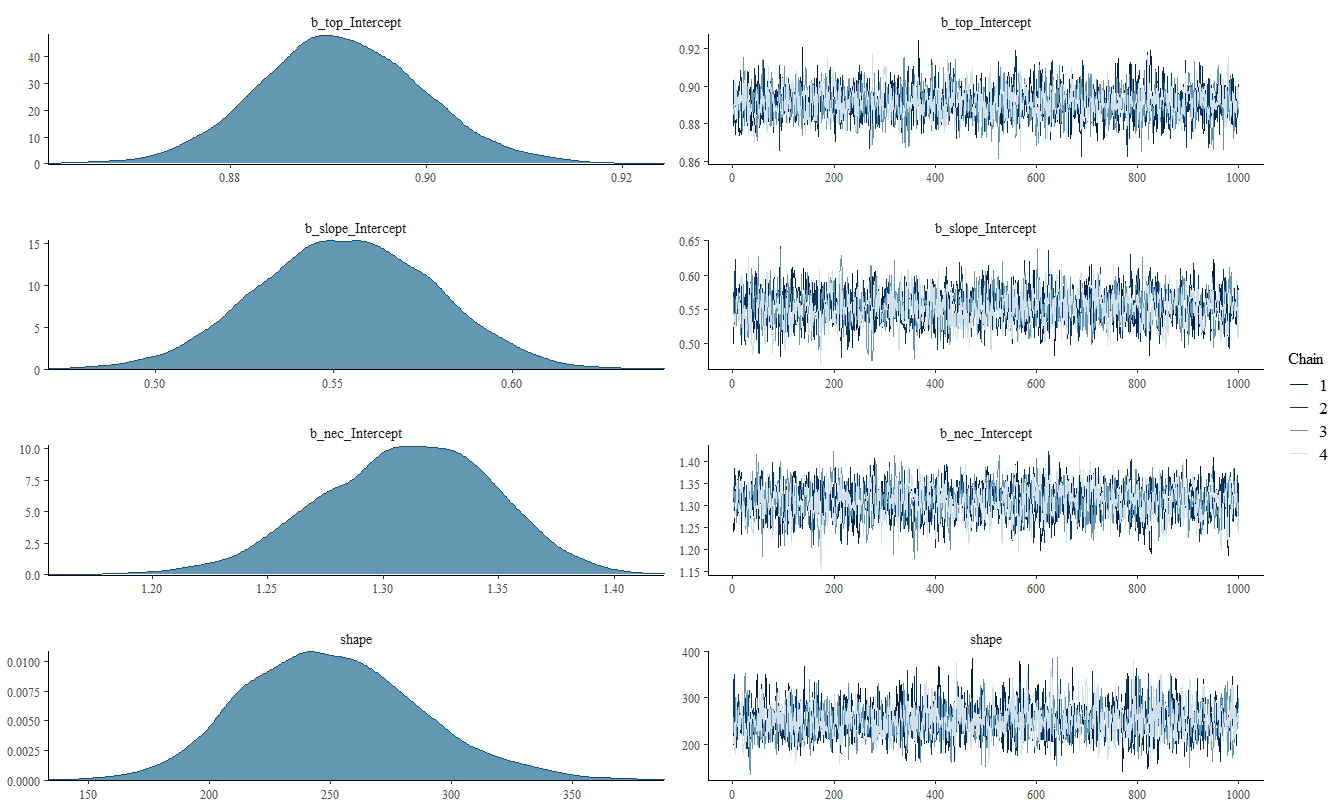 b_top_Intercept
40
30
20
10
0
0.88 0.90 0.92
b_top_Intercept
0.92
0.90
0.88
0.86
0 200 400 600 800 1000
b_slope_Intercept
15
10
5
0
0.50 0.55 0.60
b_slope_Intercept
0.65
0.60
0.55
0.50
0 200 400 600 800 1000
b_nec_Intercept
10.0
7.5
5.0
2.5
0.0
1.20 1.25 1.30 1.35 1.40
b_nec_Intercept
1.40
1.35
1.30
1.25
1.20
1.15
0 200 400 600 800 1000
shape
0.0100
0.0075
0.0050
0.0025
0.0000
150 200 250 300 350
shape
400
300
200
0 200 400 600 800 1000
Chain
1
2
3
4